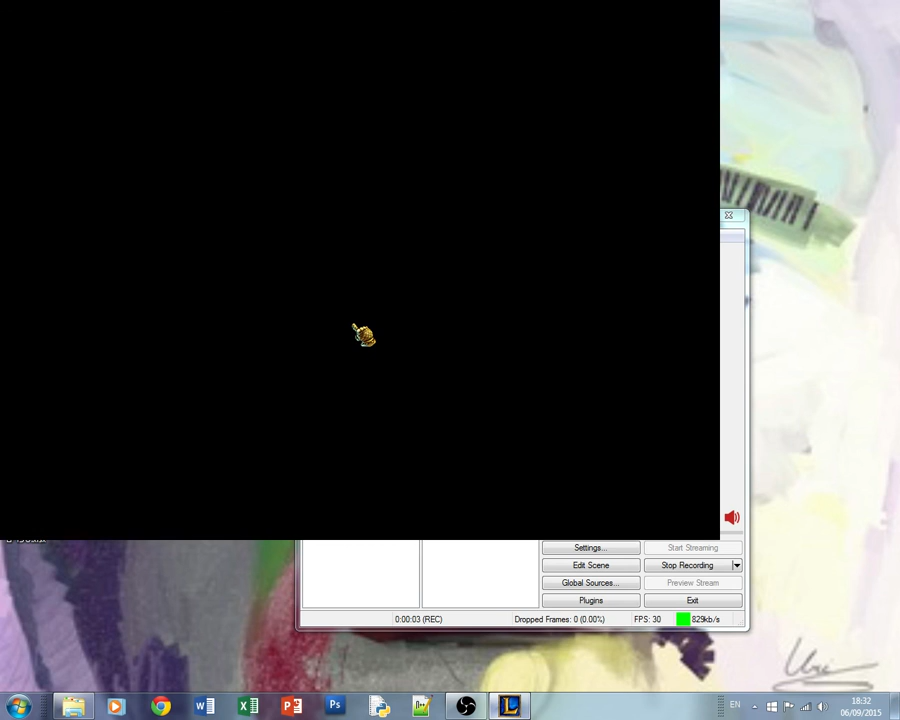 Settings...
Start Streaming
Edit Scene
Stop Recording
Global Sources...
Preview Stream
Plugins
Exit
0:00:03 (REC)
Dropped Frames: 0 (0.00%)
FPS: 30
829kb/s
EN
18:32
06/09/2015